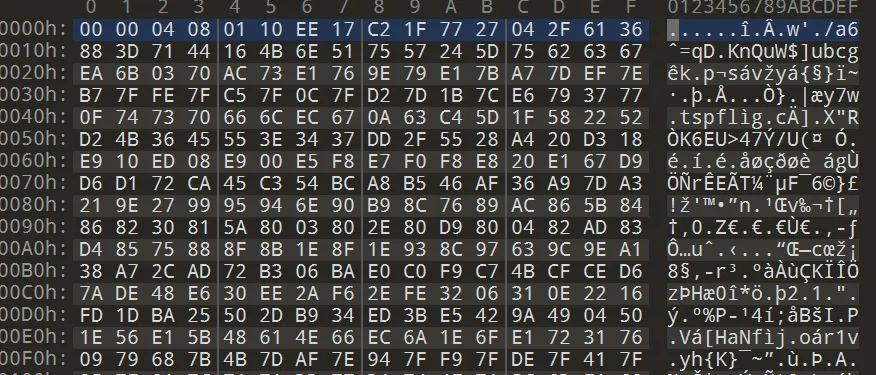 0 1 2 3 4 5 6 7 8 9 A B C D E F 0123456789ABCDEF
0000h: 00 00 04 08 01 10 EE 17 C2 1F 77 27 04 2F 61 36 ......î.Â.w'./a6
0010h: 88 3D 71 44 16 4B 6E 51 75 57 24 5D 75 62 63 67 ˆ=qD.KnQuW$]ubcg
0020h: EA 6B 03 70 AC 73 E1 76 9E 79 E1 7B A7 7D EF 7E êk.p¬sávžyá{§}ï~
0030h: B7 7F FE 7F C5 7F 0C 7F D2 7D 1B 7C E6 79 37 77 ·.þ.Å...Ò}.|æy7w
0040h: 0F 74 73 70 66 6C EC 67 0A 63 C4 5D 1F 58 22 52 .tspflìg.cÄ].X"R
0050h: D2 4B 36 45 55 3E 34 37 DD 2F 55 28 A4 20 D3 18 ÒK6EU>47Ý/U(¤ Ó.
0060h: E9 10 ED 08 E9 00 E5 F8 E7 F0 F8 E8 20 E1 67 D9 é.í.é.åøçðøè ágÙ
0070h: D6 D1 72 CA 45 C3 54 BC A8 B5 46 AF 36 A9 7D A3 ÖÑrÊEÃT¼¨µF¯6©}£
0080h: 21 9E 27 99 95 94 6E 90 B9 8C 76 89 AC 86 5B 84 !ž'™•”n.¹Œv‰¬†[„
0090h: 86 82 30 81 5A 80 03 80 2E 80 D9 80 04 82 AD 83 †‚0.Z€.€.€Ù€.‚-ƒ
00A0h: D4 85 75 88 8F 8B 1E 8F 1E 93 8C 97 63 9C 9E A1 Ô…uˆ.‹...“Œ—cœž¡
00B0h: 38 A7 2C AD 72 B3 06 BA E0 C0 F9 C7 4B CF CE D6 8§,-r³.ºàÀùÇKÏÎÖ
00C0h: 7A DE 48 E6 30 EE 2A F6 2E FE 32 06 31 0E 22 16 zÞHæ0î*ö.þ2.1.".
00D0h: FD 1D BA 25 50 2D B9 34 ED 3B E5 42 9A 49 04 50 ý.º%P-¹4í;åBšI.P
00E0h: 1E 56 E1 5B 48 61 4E 66 EC 6A 1E 6F E1 72 31 76 .Vá[HaNfìj.oár1v
00F0h: 09 79 68 7B 4B 7D AF 7E 94 7F F9 7F DE 7F 41 7F .yh{K}¯~”.ù.Þ.A.